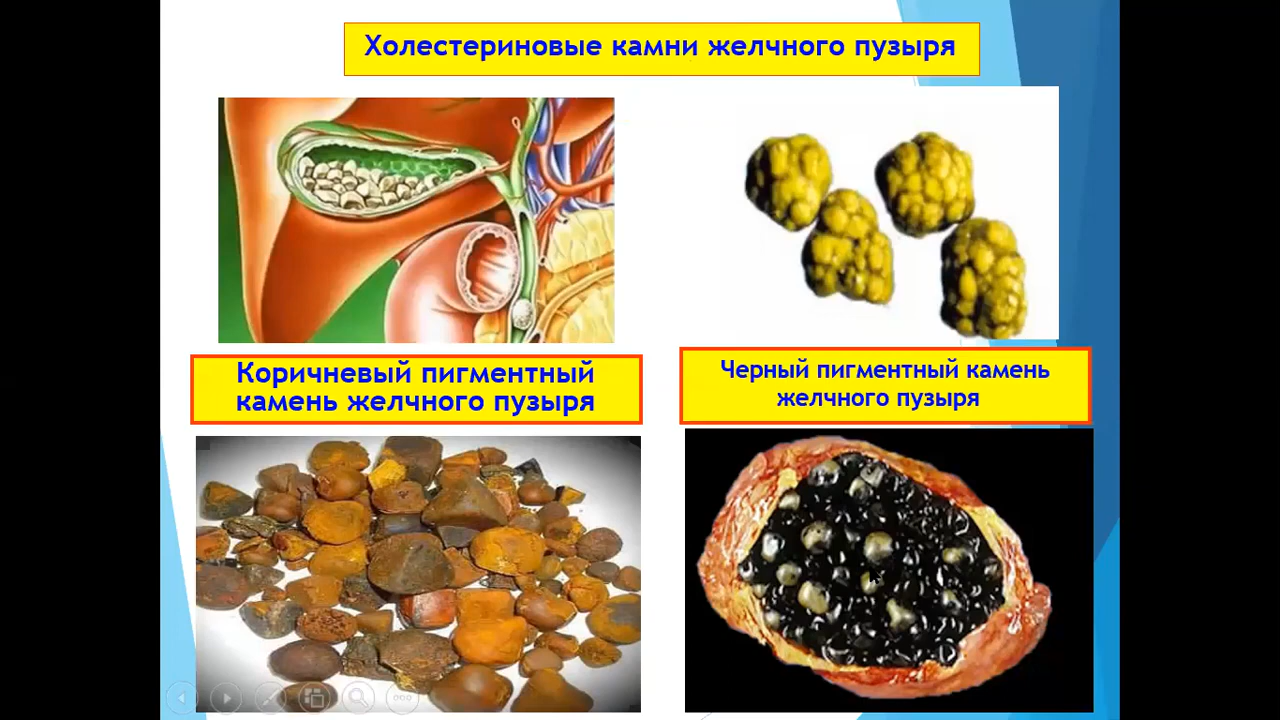 Холестериновые камни желчного пузыря
Коричневый пигментный
камень желчного пузыря
Черный пигментный камень
желчного пузыря